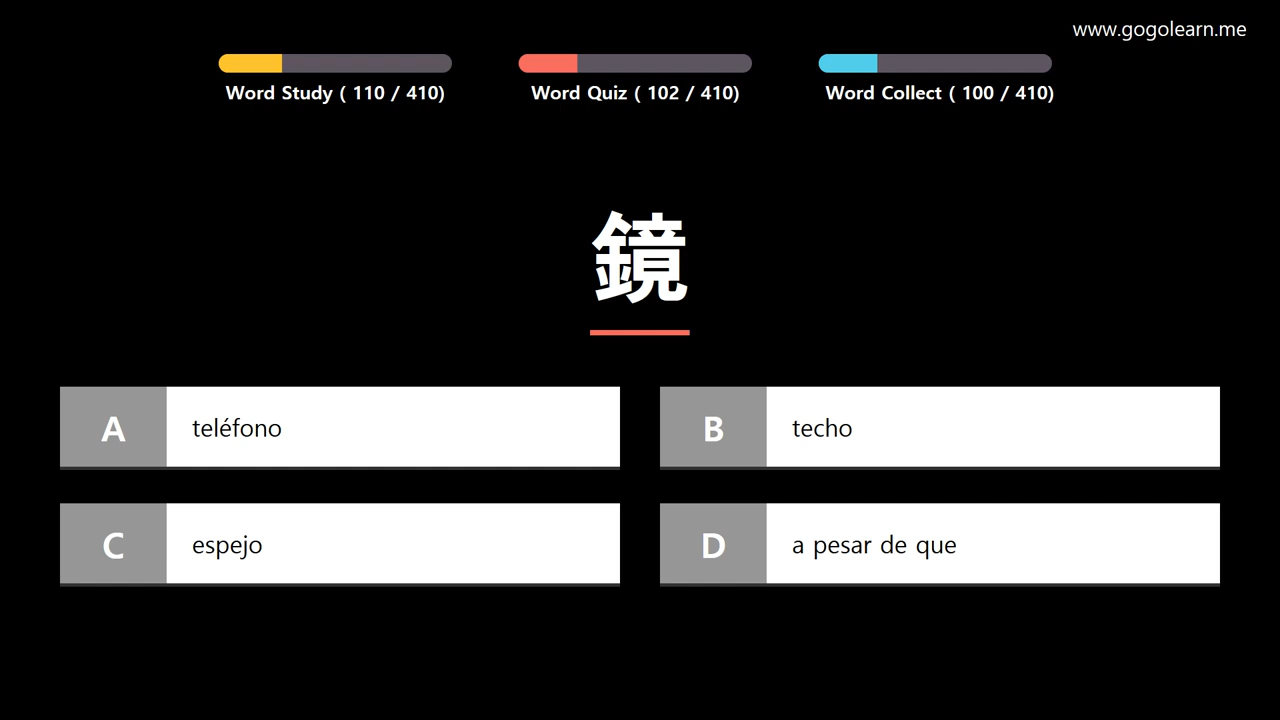 www.gogolearn.me
Word Study ( 110 / 410)
Word Quiz ( 102 / 410)
Word Collect ( 100 / 410)
鏡
A teléfono
B techo
C espejo
D a pesar de que